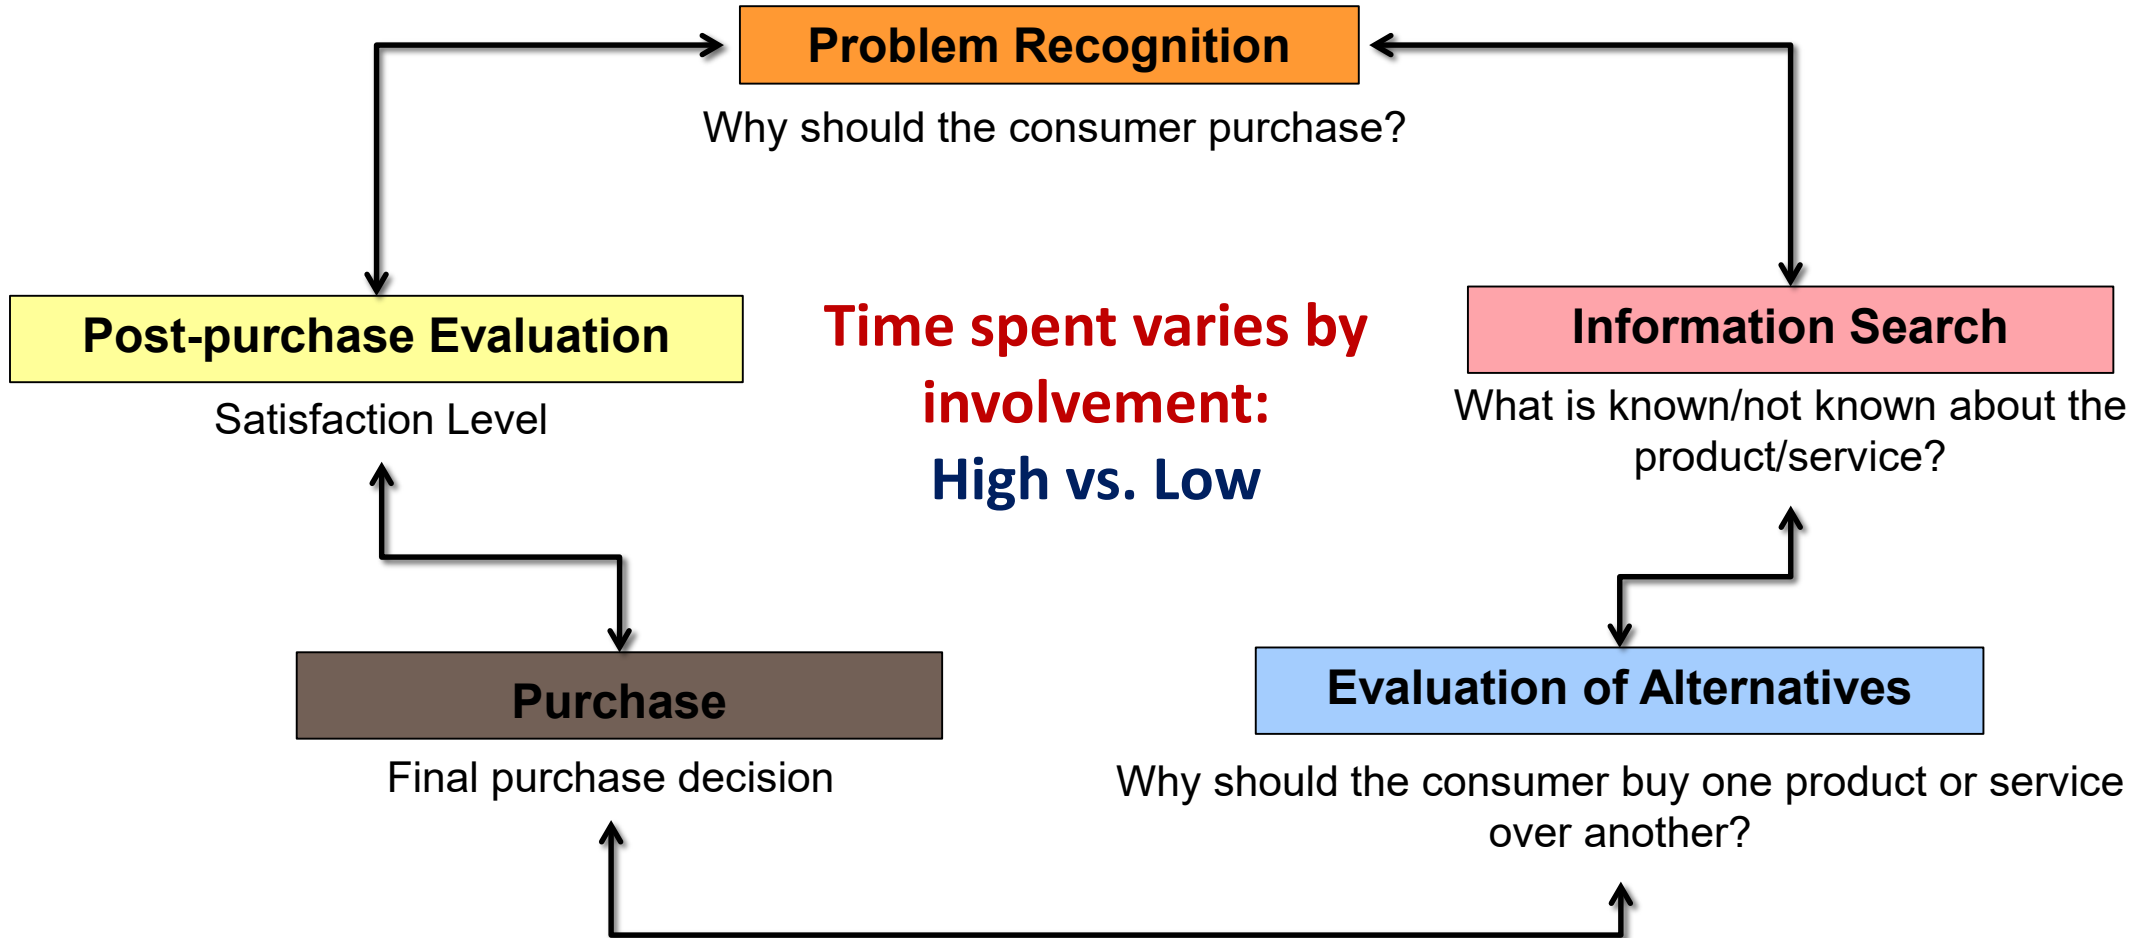 Problem Recognition
Why should the consumer purchase?
Post-purchase Evaluation
Satisfaction Level
Time spent varies by
involvement:
High vs. Low
Information Search
What is known/not known about the
product/service?
Purchase
Final purchase decision
Evaluation of Alternatives
Why should the consumer buy one product or service
over another?